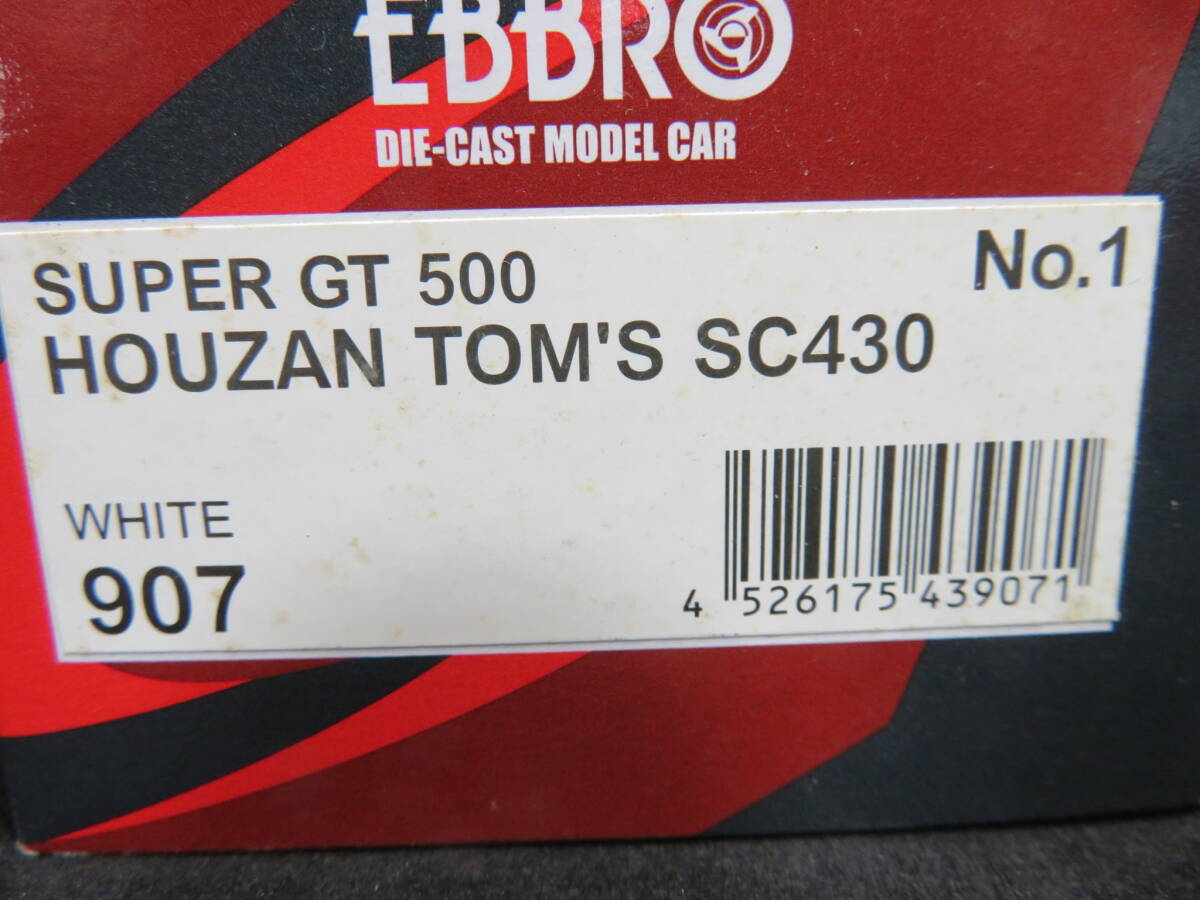 EBBRO
DIE-CAST MODEL CAR
SUPER GT 500 No.1
HOUZAN TOM'S SC430
WHITE
907
4 526175 439071